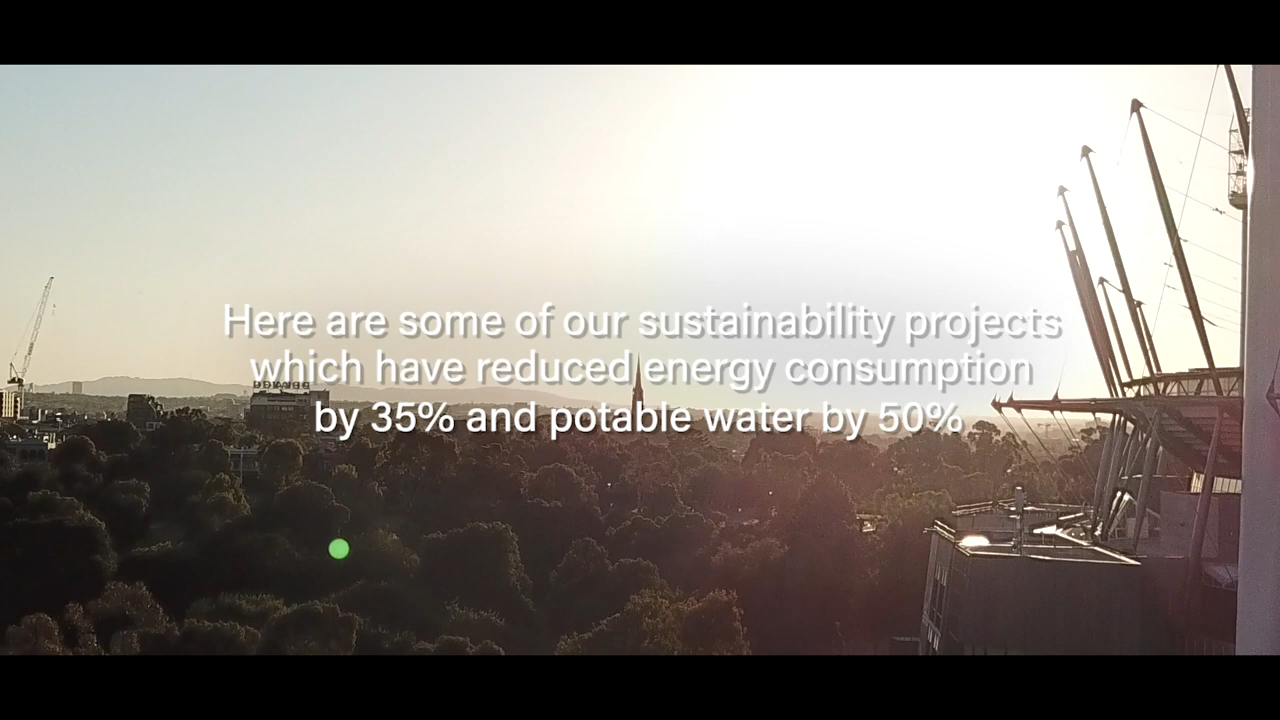 Here are some of our sustainability projects
which have reduced energy consumption
by 35% and potable water by 50%